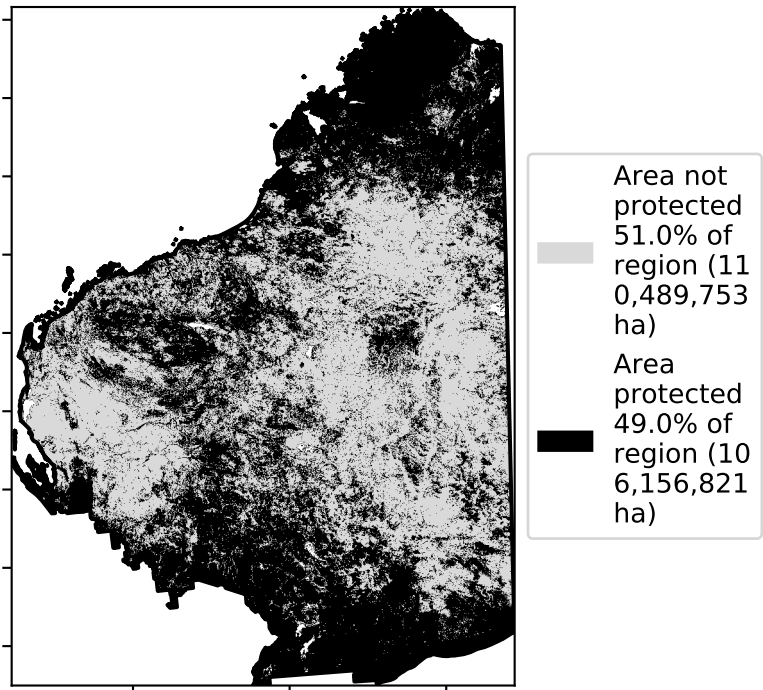 Area not
protected
51.0% of
region (11
0,489,753
ha)
Area
protected
49.0% of
region (10
6,156,821
ha)